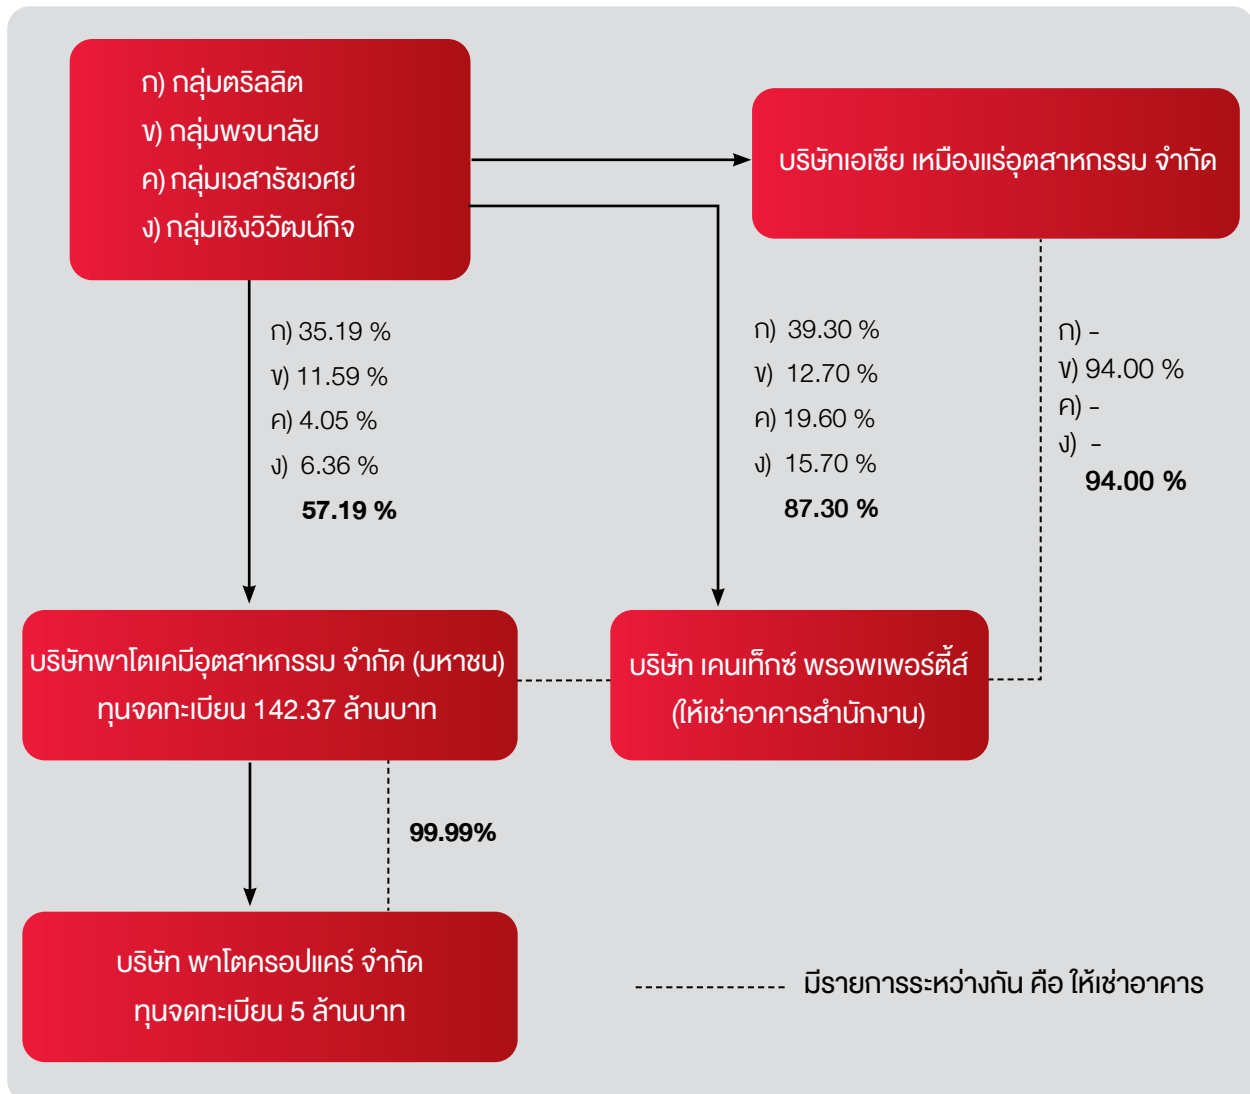 ก) กลุ่มตริลลิต
ข) กลุ่มพจนาลัย
ค) กลุ่มเวสารัชเวศย์
ง) กลุ่มเชิงวิวัฒน์กิจ
บริษัทเอเซีย เหมืองแร่อุตสาหกรรม จำกัด
ก) 35.19 %
ข) 11.59 %
ค) 4.05 %
ง) 6.36 %
57.19 %
ก) 39.30 %
ข) 12.70 %
ค) 19.60 %
ง) 15.70 %
87.30 %
ก) -
ข) 94.00 %
ค) -
ง) -
94.00 %
บริษัทพาโตเคมีอุตสาหกรรม จำกัด (มหาชน)
ทุนจดทะเบียน 142.37 ล้านบาท
บริษัท เคนเท็กซ์ พรอพเพอร์ตี้ส์
(ให้เช่าอาคารสำนักงาน)
99.99%
บริษัท พาโตครอปแคร์ จำกัด
ทุนจดทะเบียน 5 ล้านบาท
มีรายการระหว่างกัน คือ ให้เช่าอาคาร